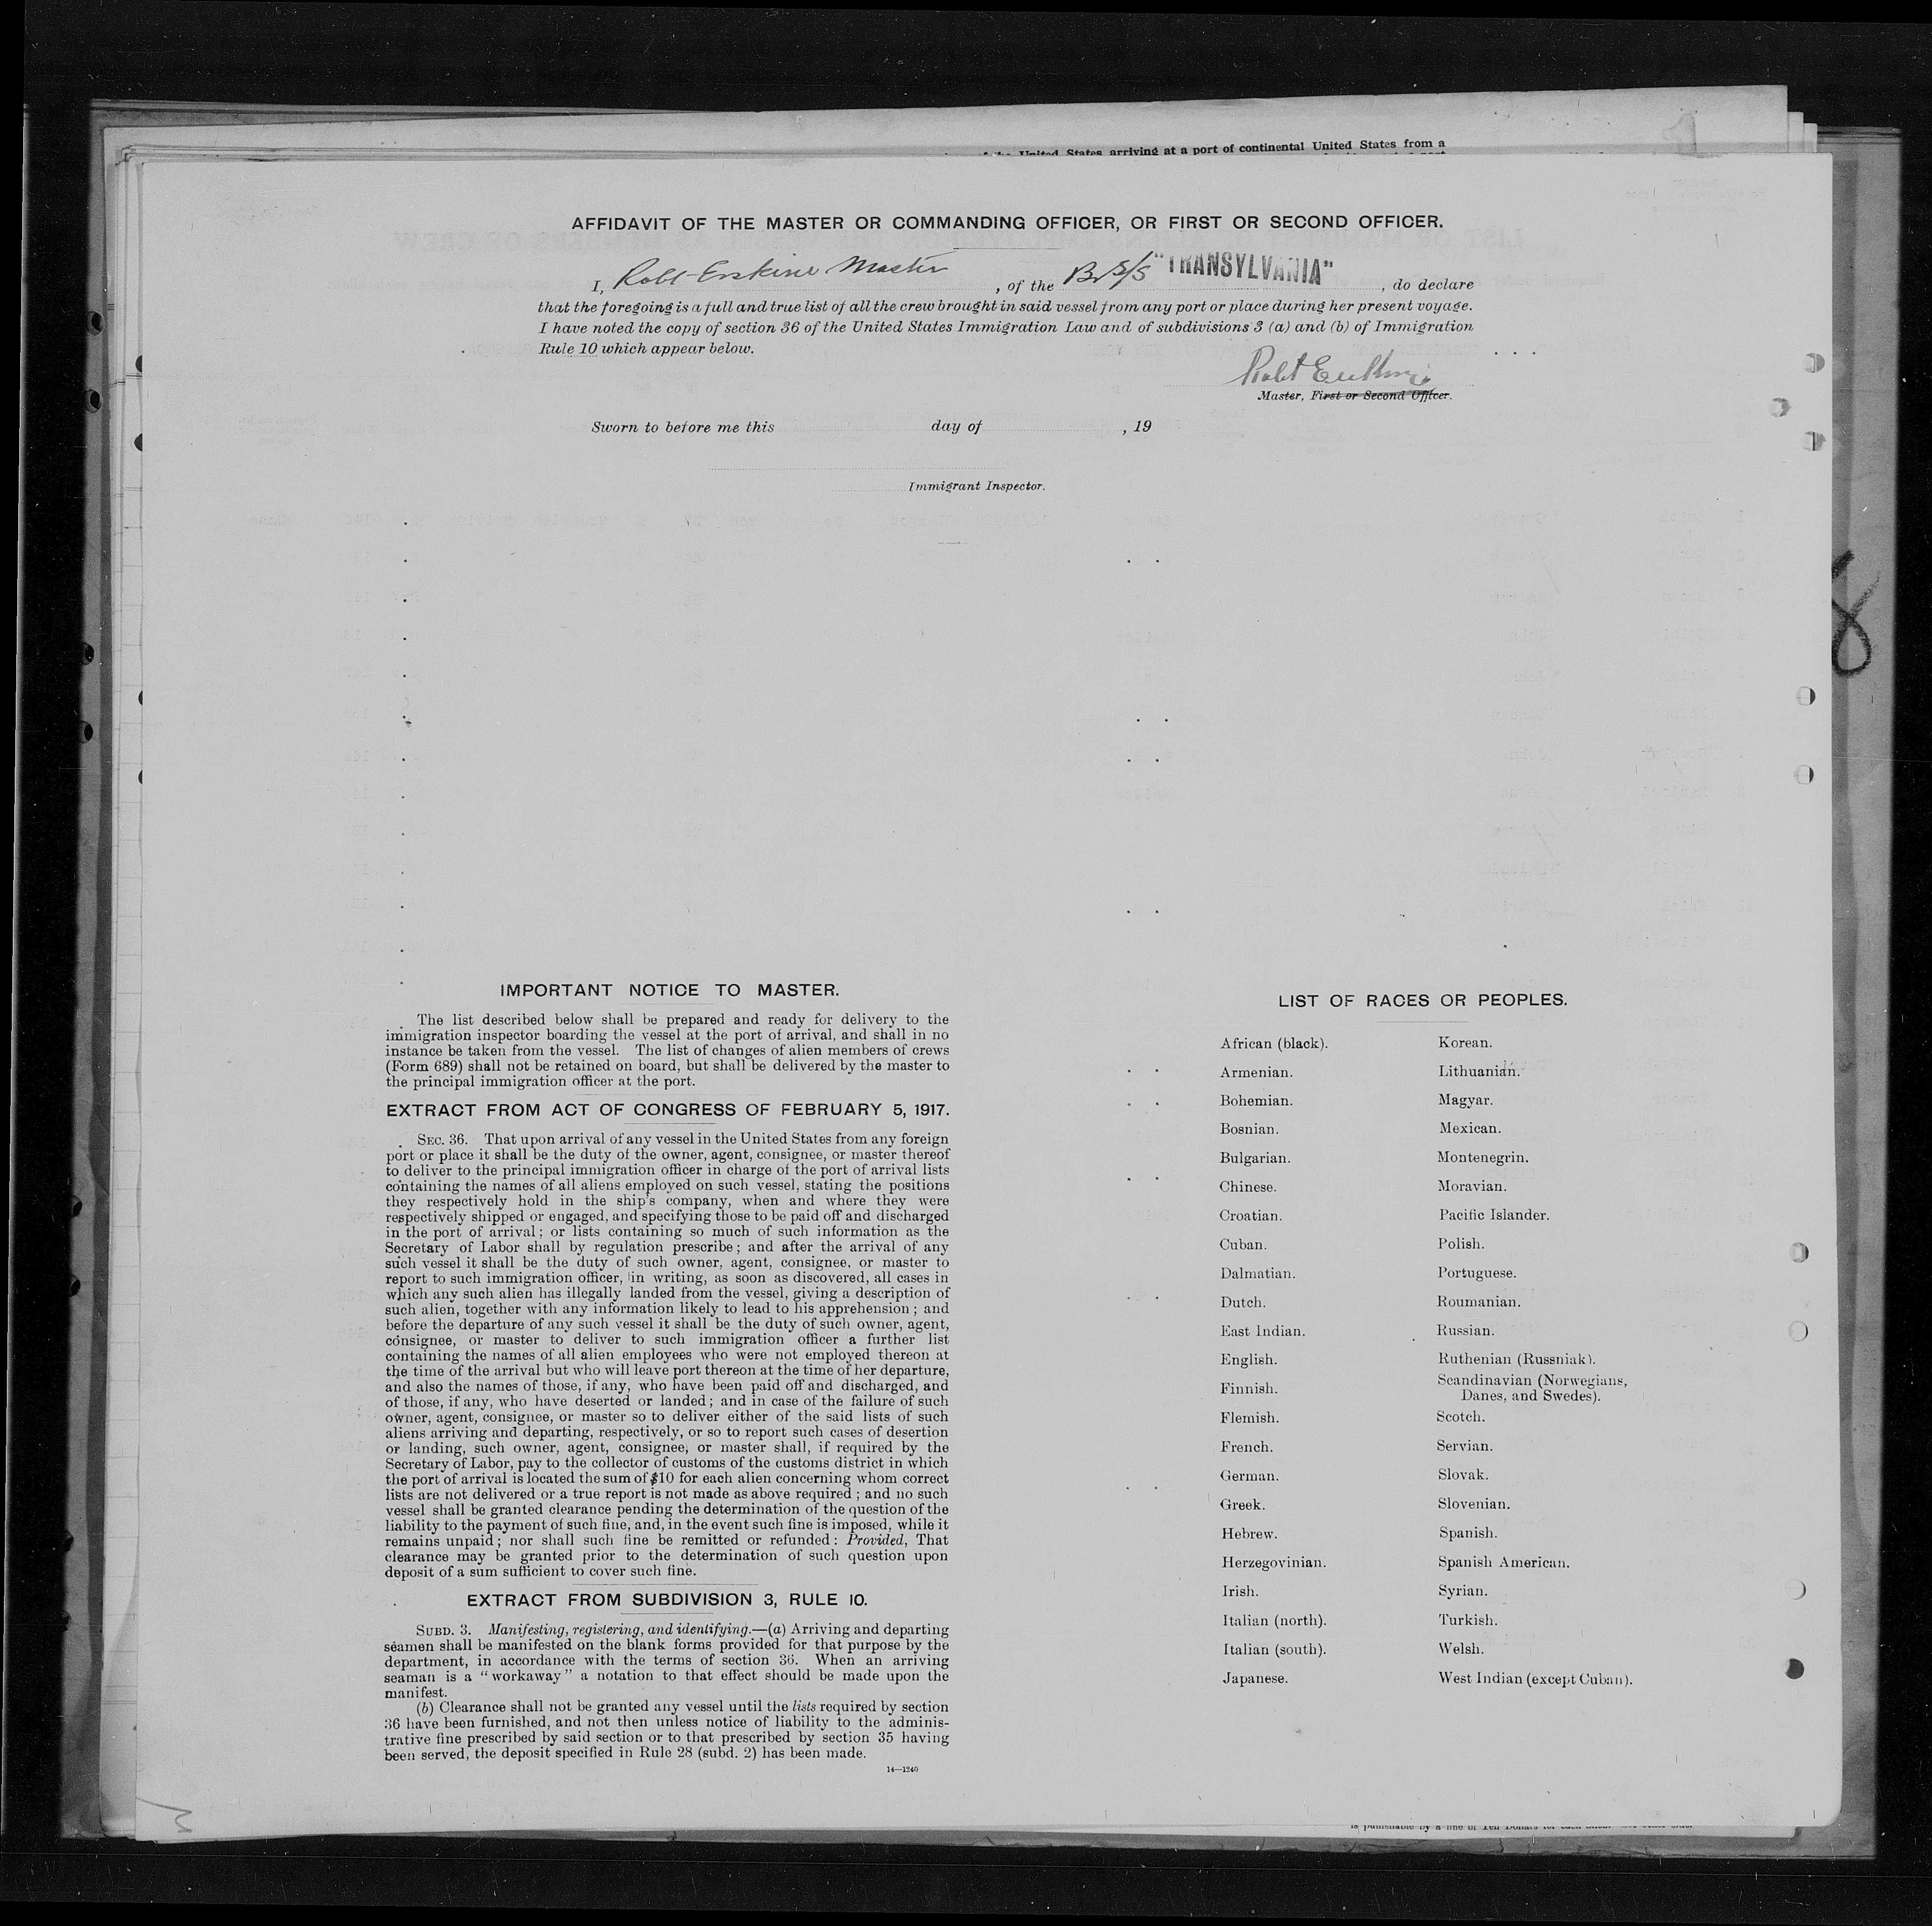 United States arriving at a port of continental United States from a
AFFIDAVIT OF THE MASTER OR COMMANDING OFFICER, OR FIRST OR SECOND OFFICER.
I, Robt Erskine Master, of the Br S/S "TRANSYLVANIA", do declare
that the foregoing is a full and true list of all the crew brought in said vessel from any port or place during her present voyage.
I have noted the copy of section 36 of the United States Immigration Law and of subdivisions 3 (a) and (b) of Immigration
Rule 10 which appear below.
Robt Erskine
Master, First or Second Officer.
Sworn to before me this day of , 19
Immigrant Inspector.
8
IMPORTANT NOTICE TO MASTER.
The list described below shall be prepared and ready for delivery to the
immigration inspector boarding the vessel at the port of arrival, and shall in no
instance be taken from the vessel. The list of changes of alien members of crews
(Form 689) shall not be retained on board, but shall be delivered by the master to
the principal immigration officer at the port.
EXTRACT FROM ACT OF CONGRESS OF FEBRUARY 5, 1917.
SEC. 36. That upon arrival of any vessel in the United States from any foreign
port or place it shall be the duty of the owner, agent, consignee, or master thereof
to deliver to the principal immigration officer in charge of the port of arrival lists
containing the names of all aliens employed on such vessel, stating the positions
they respectively hold in the ship's company, when and where they were
respectively shipped or engaged, and specifying those to be paid off and discharged
in the port of arrival; or lists containing so much of such information as the
Secretary of Labor shall by regulation prescribe; and after the arrival of any
such vessel it shall be the duty of such owner, agent, consignee, or master to
report to such immigration officer, in writing, as soon as discovered, all cases in
which any such alien has illegally landed from the vessel, giving a description of
such alien, together with any information likely to lead to his apprehension; and
before the departure of any such vessel it shall be the duty of such owner, agent,
consignee, or master to deliver to such immigration officer a further list
containing the names of all alien employees who were not employed thereon at
the time of the arrival but who will leave port thereon at the time of her departure,
and also the names of those, if any, who have been paid off and discharged, and
of those, if any, who have deserted or landed; and in case of the failure of such
owner, agent, consignee, or master so to deliver either of the said lists of such
aliens arriving and departing, respectively, or so to report such cases of desertion
or landing, such owner, agent, consignee, or master shall, if required by the
Secretary of Labor, pay to the collector of customs of the customs district in which
the port of arrival is located the sum of $10 for each alien concerning whom correct
lists are not delivered or a true report is not made as above required; and no such
vessel shall be granted clearance pending the determination of the question of the
liability to the payment of such fine, and, in the event such fine is imposed, while it
remains unpaid; nor shall such fine be remitted or refunded: Provided, That
clearance may be granted prior to the determination of such question upon
deposit of a sum sufficient to cover such fine.
EXTRACT FROM SUBDIVISION 3, RULE 10.
SUBD. 3. Manifesting, registering, and identifying.—(a) Arriving and departing
seamen shall be manifested on the blank forms provided for that purpose by the
department, in accordance with the terms of section 36. When an arriving
seaman is a "workaway" a notation to that effect should be made upon the
manifest.
(b) Clearance shall not be granted any vessel until the lists required by section
36 have been furnished, and not then unless notice of liability to the adminis-
trative fine prescribed by said section or to that prescribed by section 35 having
been served, the deposit specified in Rule 28 (subd. 2) has been made.
14—1240
LIST OF RACES OR PEOPLES.
African (black). Korean.
Armenian. Lithuanian.
Bohemian. Magyar.
Bosnian. Mexican.
Bulgarian. Montenegrin.
Chinese. Moravian.
Croatian. Pacific Islander.
Cuban. Polish.
Dalmatian. Portuguese.
Dutch. Roumanian.
East Indian. Russian.
English. Ruthenian (Russniak).
Finnish. Scandinavian (Norwegians,
Danes, and Swedes).
Flemish. Scotch.
French. Servian.
German. Slovak.
Greek. Slovenian.
Hebrew. Spanish.
Herzegovinian. Spanish American.
Irish. Syrian.
Italian (north). Turkish.
Italian (south). Welsh.
Japanese. West Indian (except Cuban).